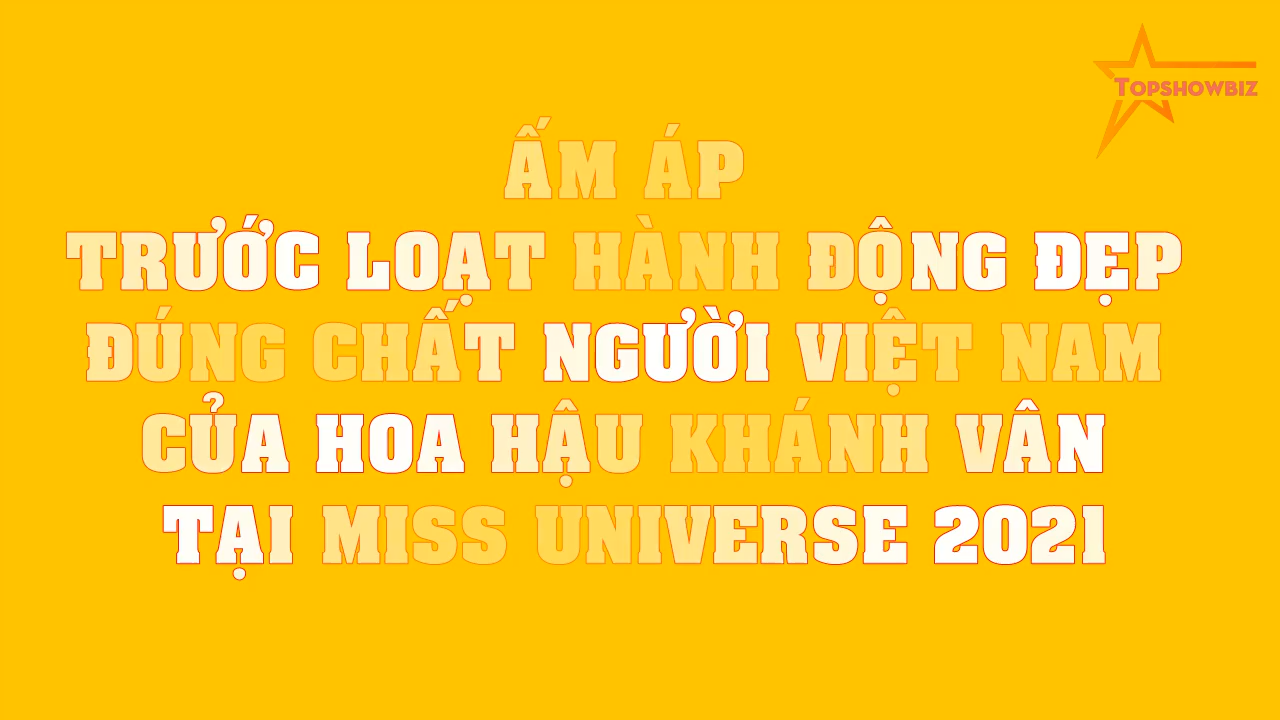 TOPSHOWBIZ
ẤM ÁP
TRƯỚC LOẠT HÀNH ĐỘNG ĐẸP
ĐÚNG CHẤT NGƯỜI VIỆT NAM
CỦA HOA HẬU KHÁNH VÂN
TẠI MISS UNIVERSE 2021